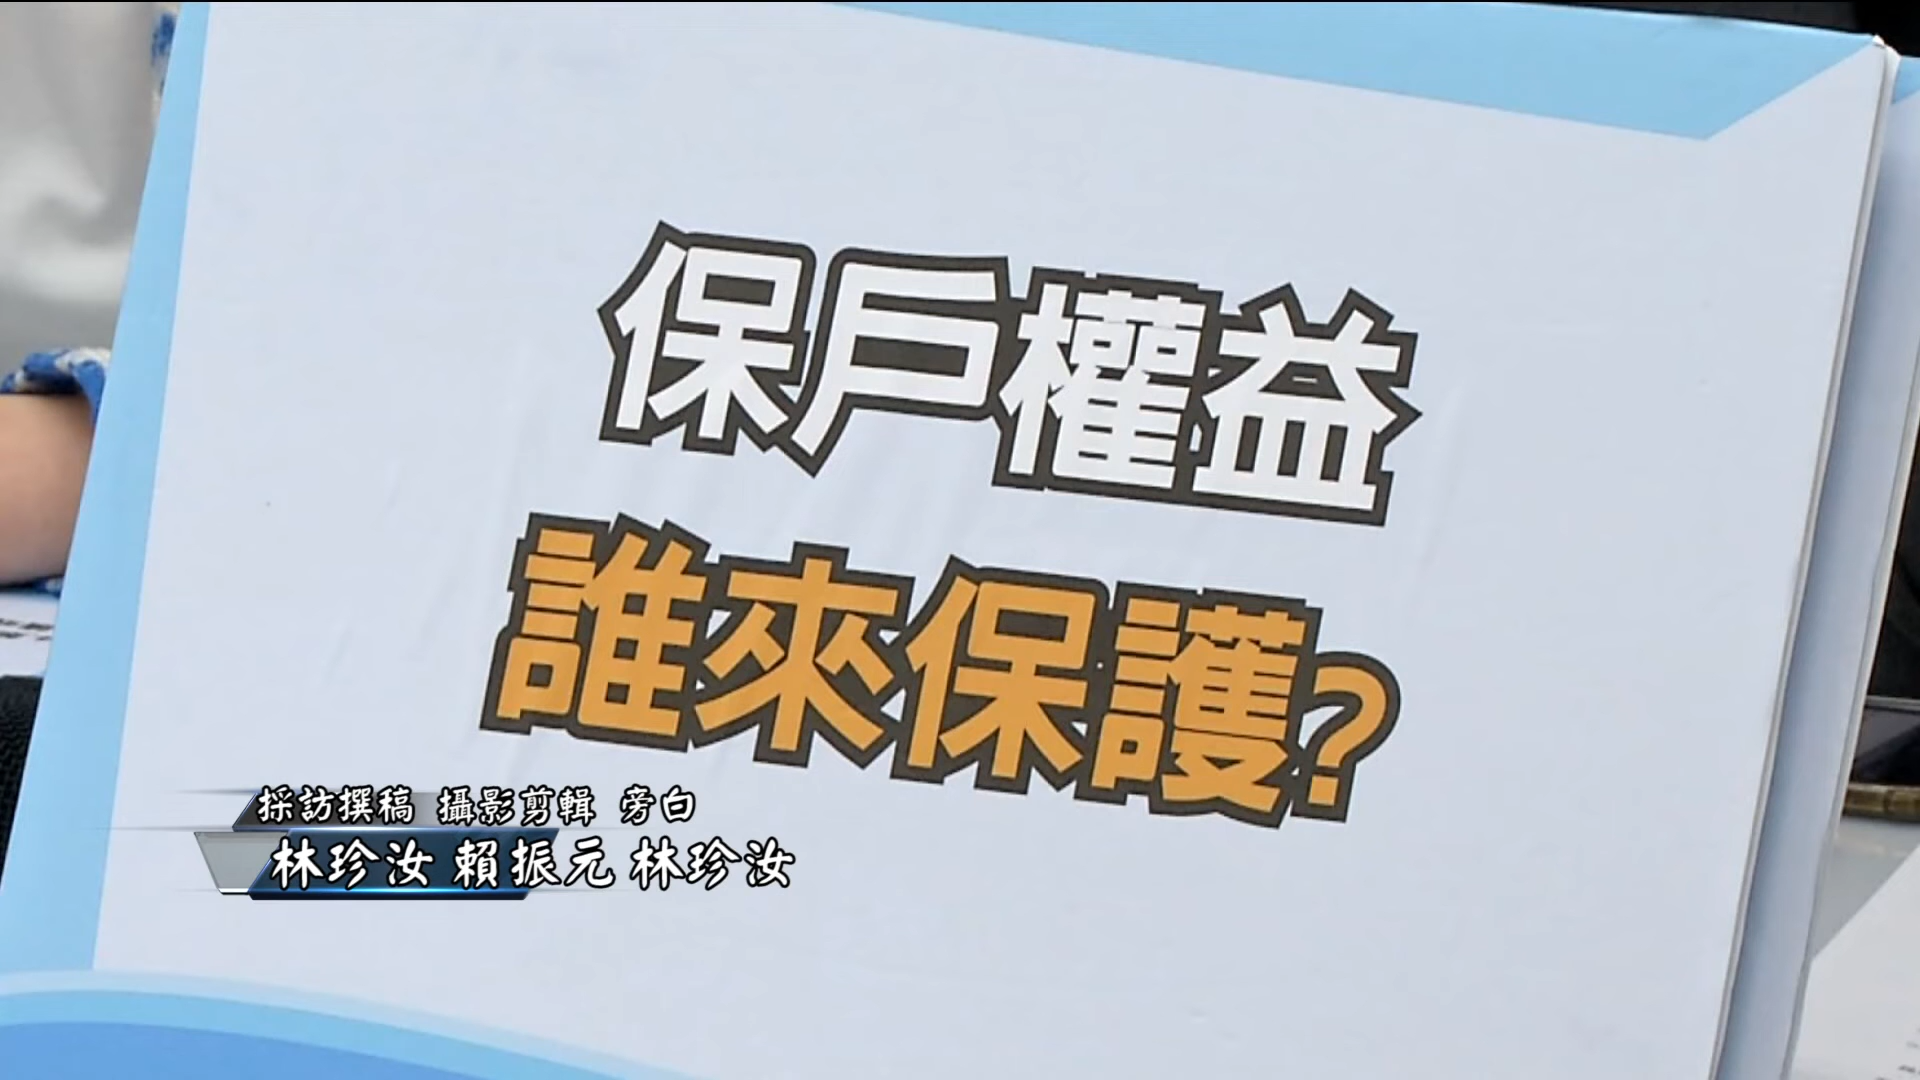 保戶權益
誰來保護?
採訪撰稿 攝影剪輯 旁白
林珍汝 賴振元 林珍汝